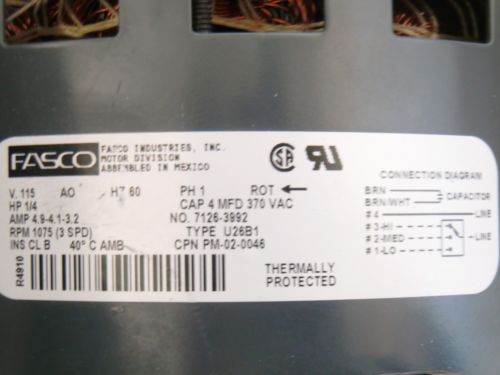 FASCO
FASCO INDUSTRIES, INC.
MOTOR DIVISION
ASSEMBLED IN MEXICO
V. 115 AO HZ 60 PH 1 ROT ←
HP 1/4 CAP 4 MFD 370 VAC
AMP 4.9-4.1-3.2 NO. 7126-3992
RPM 1075 (3 SPD) TYPE U26B1
INS CL B 40° C AMB CPN PM-02-0046
THERMALLY
PROTECTED
R4910
CONNECTION DIAGRAM
BRN
BRN/WHT
CAPACITOR
#4 LINE
#3-HI
#2-MED LINE
#1-LO